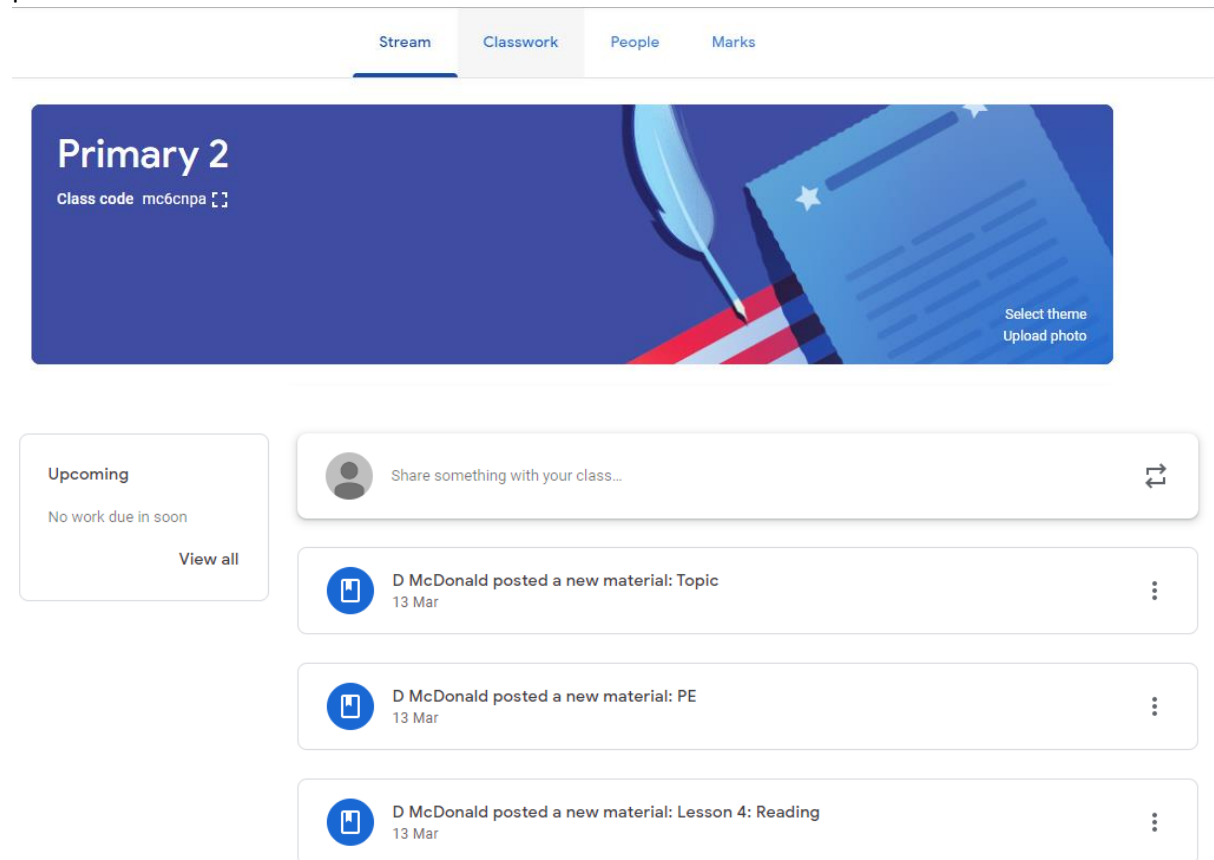 Stream Classwork People Marks
Primary 2
Class code mc6cnpa
Select theme
Upload photo
Upcoming
No work due in soon
View all
Share something with your class...
D McDonald posted a new material: Topic
13 Mar
D McDonald posted a new material: PE
13 Mar
D McDonald posted a new material: Lesson 4: Reading
13 Mar